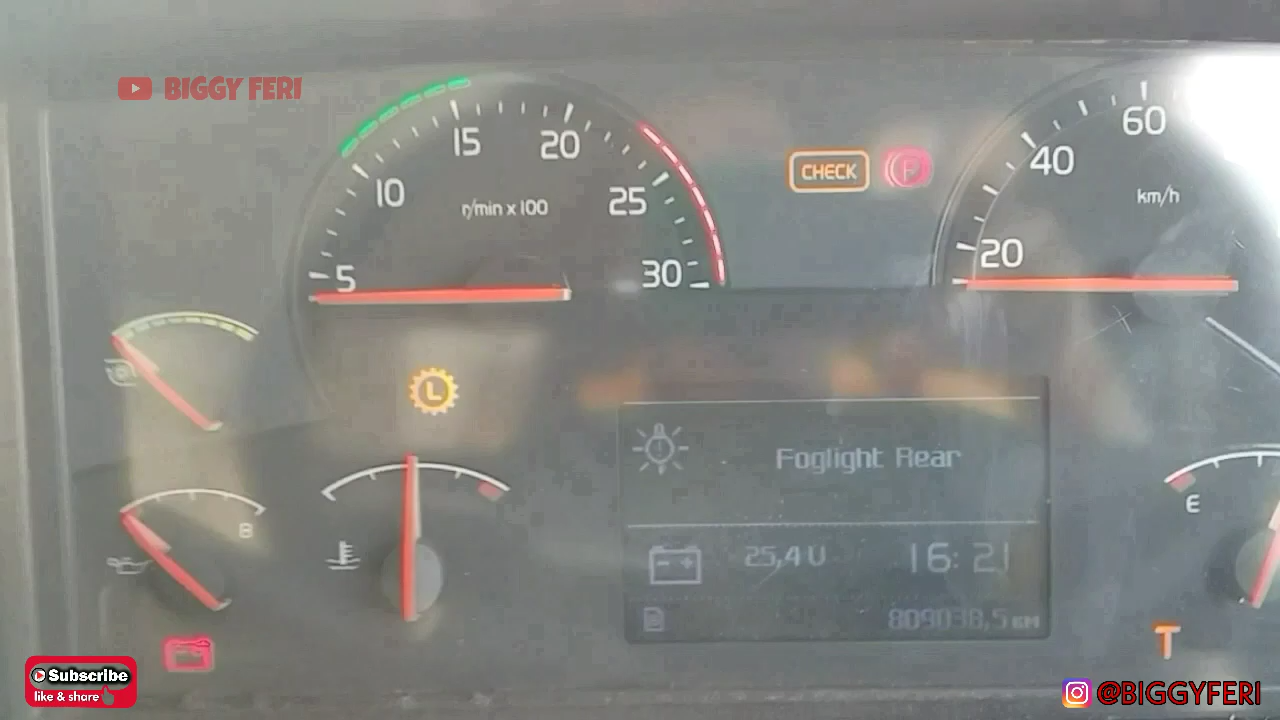 BIGGY FERI
15
20
10
r/min x 100
25
5
30
CHECK
P
60
40
km/h
20
L
Foglight Rear
8
E
25,4 V
16:21
809038,5 KM
T
Subscribe
like & share
@BIGGYFERI